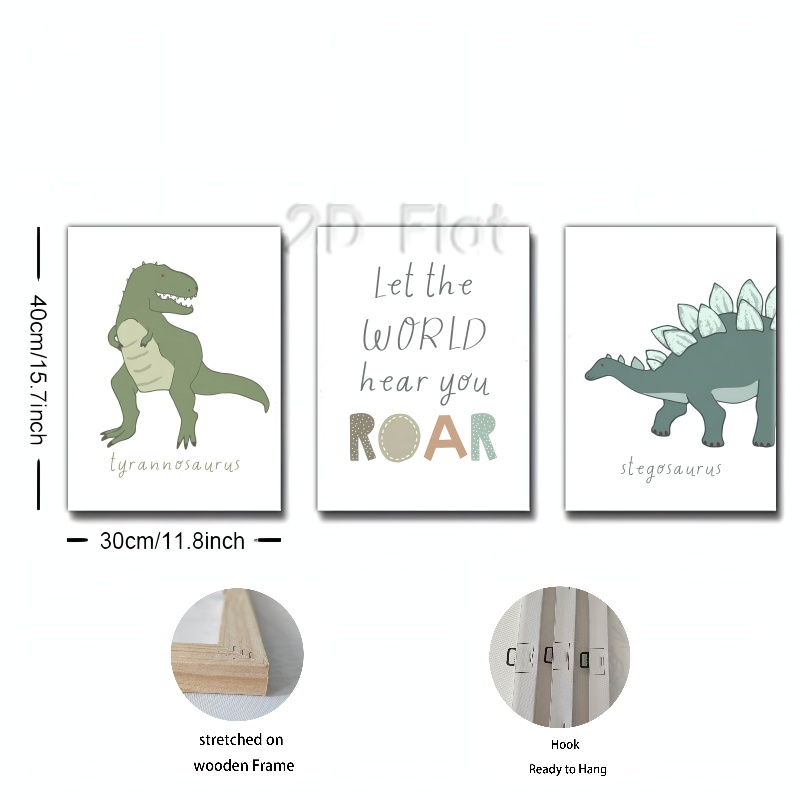 2D Flat
40cm/15.7inch
tyrannosaurus
30cm/11.8inch
Let the
WORLD
hear you
ROAR
stegosaurus
stretched on
wooden Frame
Hook
Ready to Hang